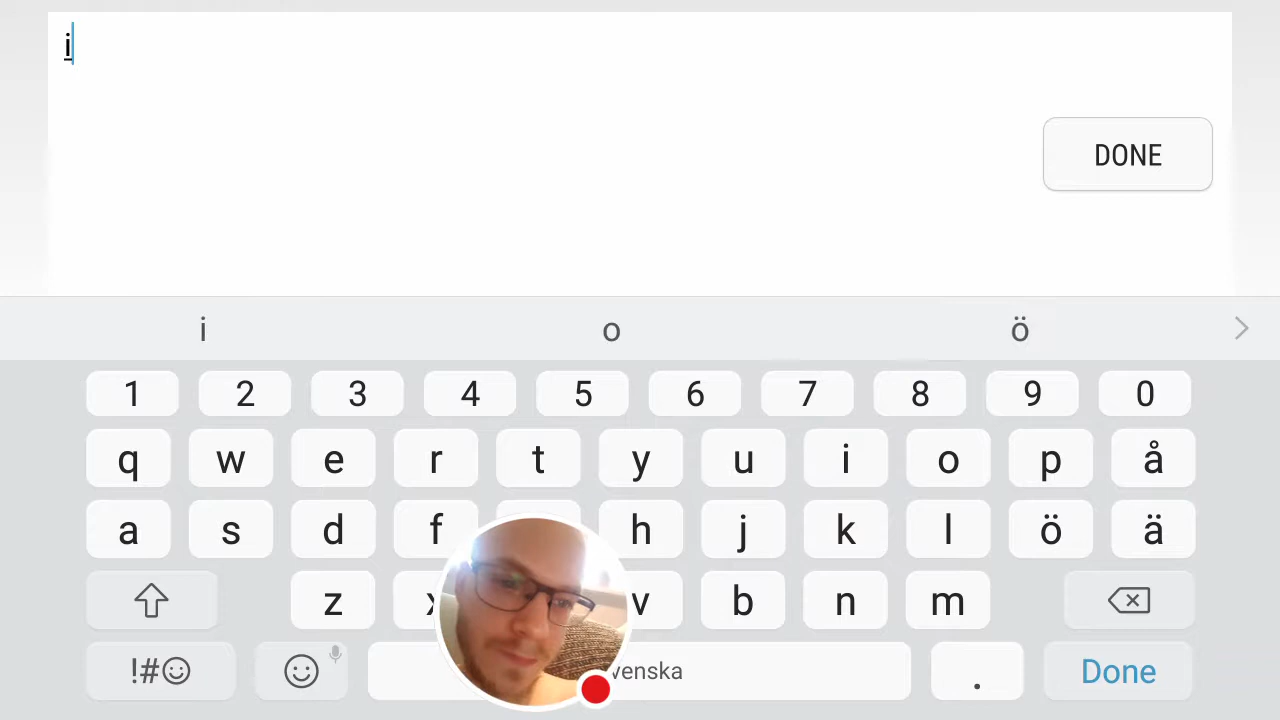 i
DONE
i o ö
1 2 3 4 5 6 7 8 9 0
q w e r t y u i o p å
a s d f h j k l ö ä
z x v b n m
!#☺ venska . Done